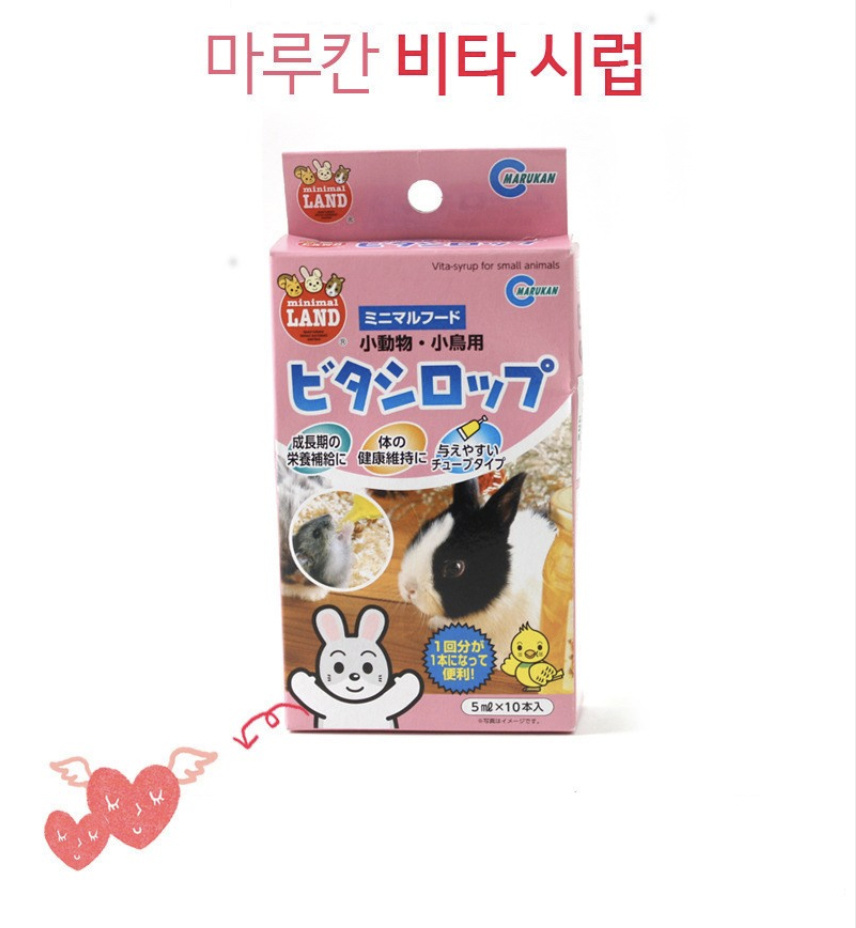 마루칸 비타 시럽
minimal
LAND
MARUKAN
Vita-syrup for small animals
minimal
LAND
MARUKAN
ミニマルフード
小動物・小鳥用
ビタシロップ
成長期の
栄養補給に
体の
健康維持に
与えやすい
チューブタイプ
1回分が
1本になって
便利!
5㎖×10本入
※写真はイメージです。